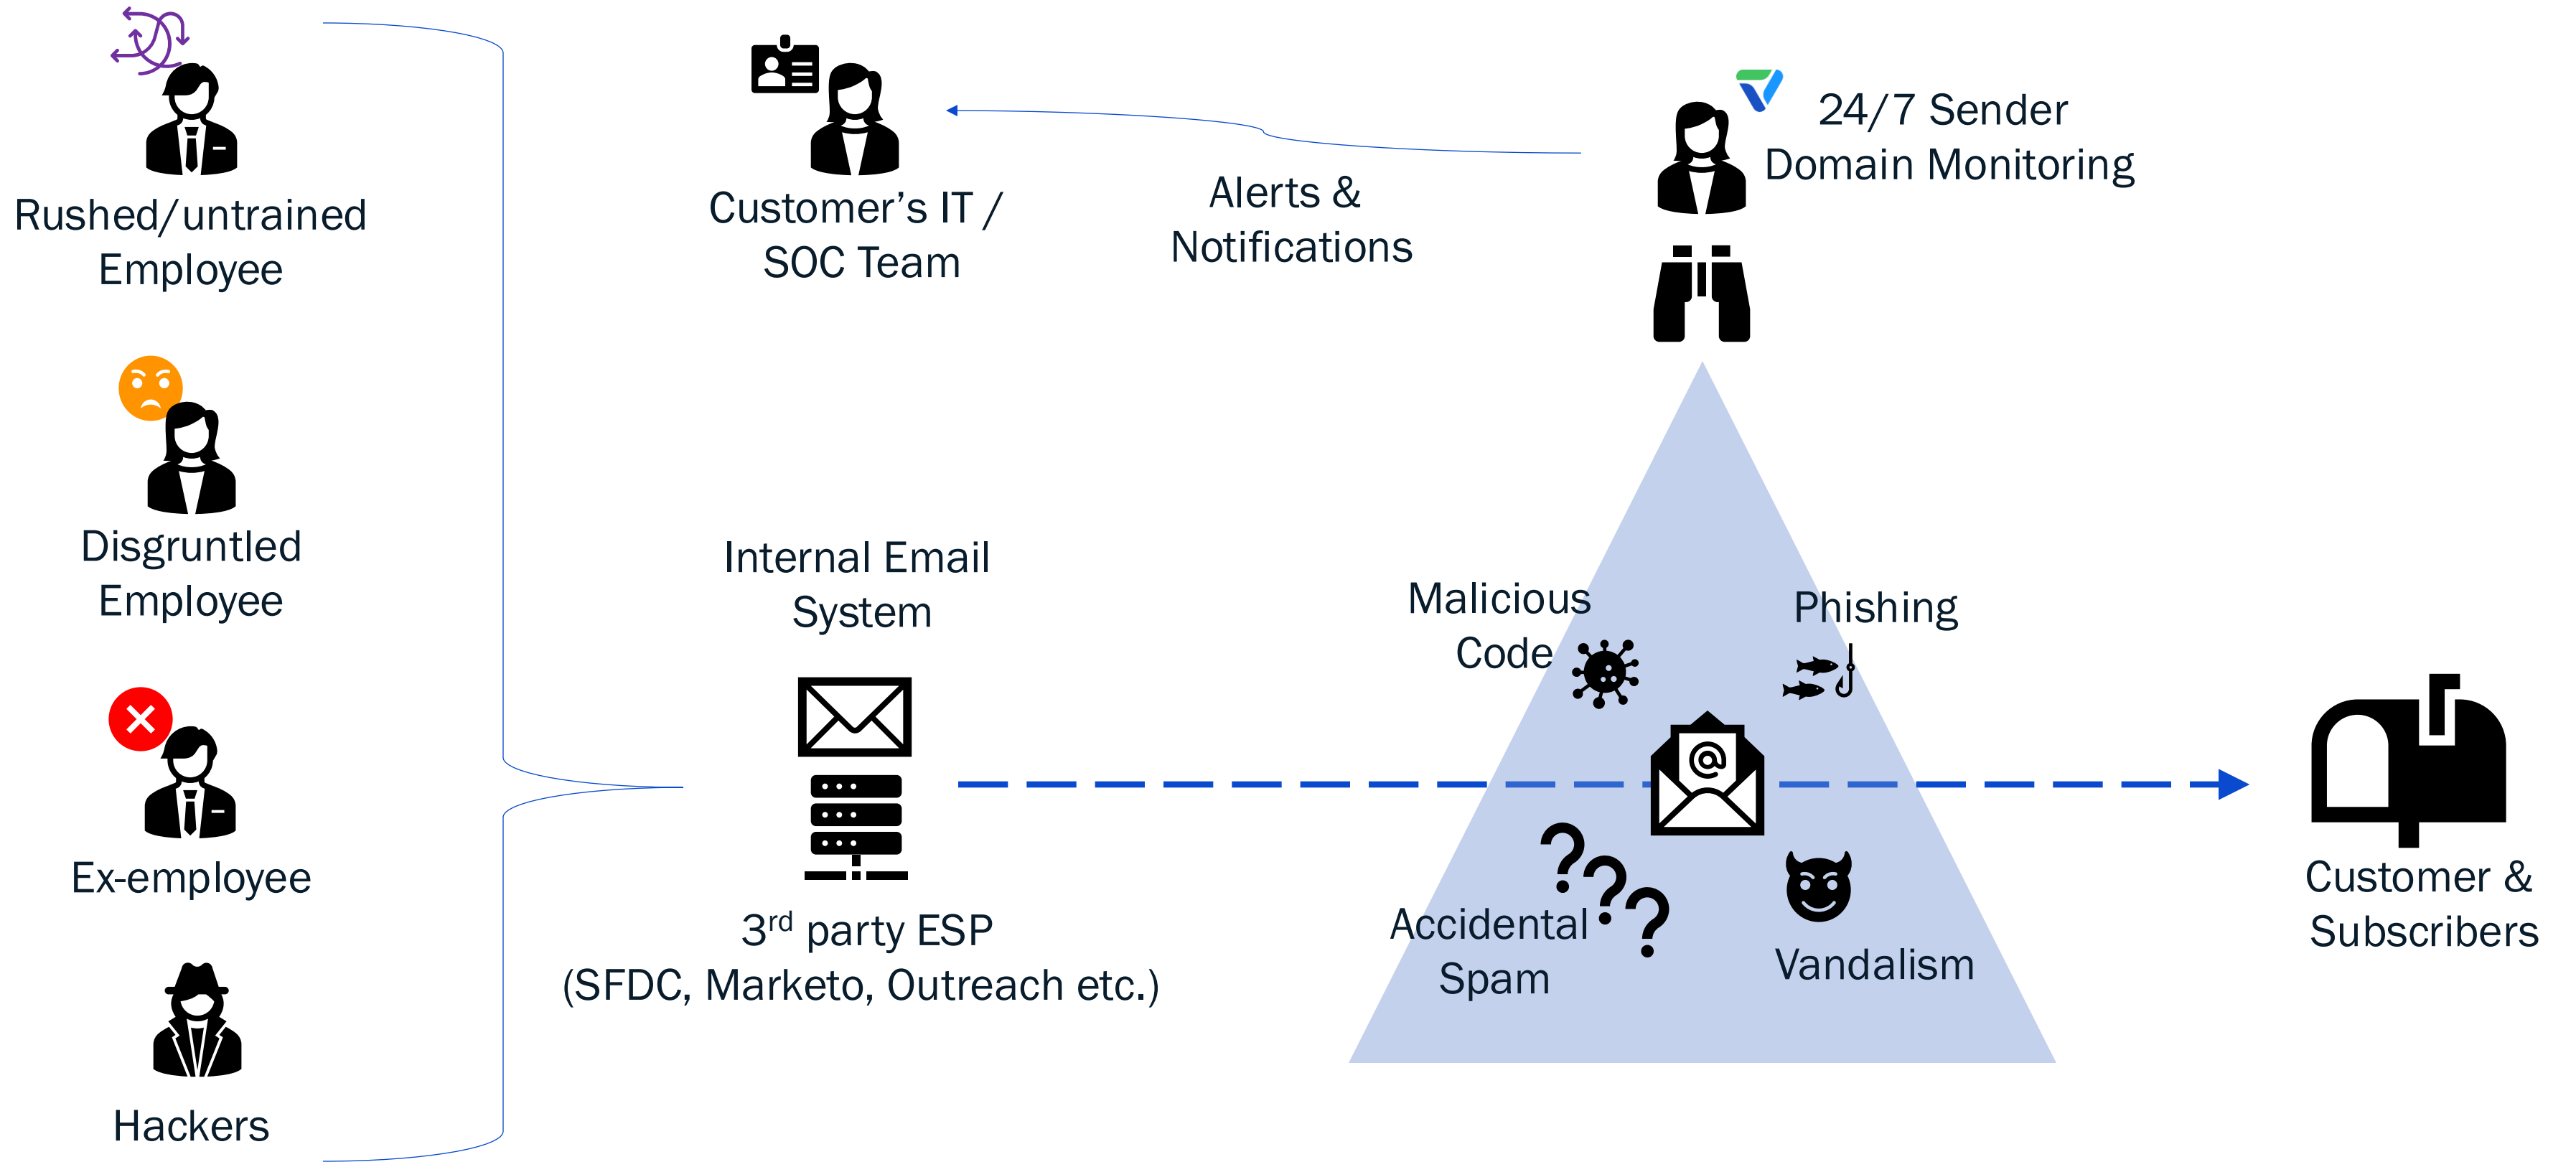 Rushed/untrained
Employee
Disgruntled
Employee
Ex-employee
Hackers
Customer's IT /
SOC Team
Alerts &
Notifications
24/7 Sender
Domain Monitoring
Internal Email
System
3rd party ESP
(SFDC, Marketo, Outreach etc.)
Malicious
Code
Phishing
@
???
Accidental
Spam
Vandalism
Customer &
Subscribers